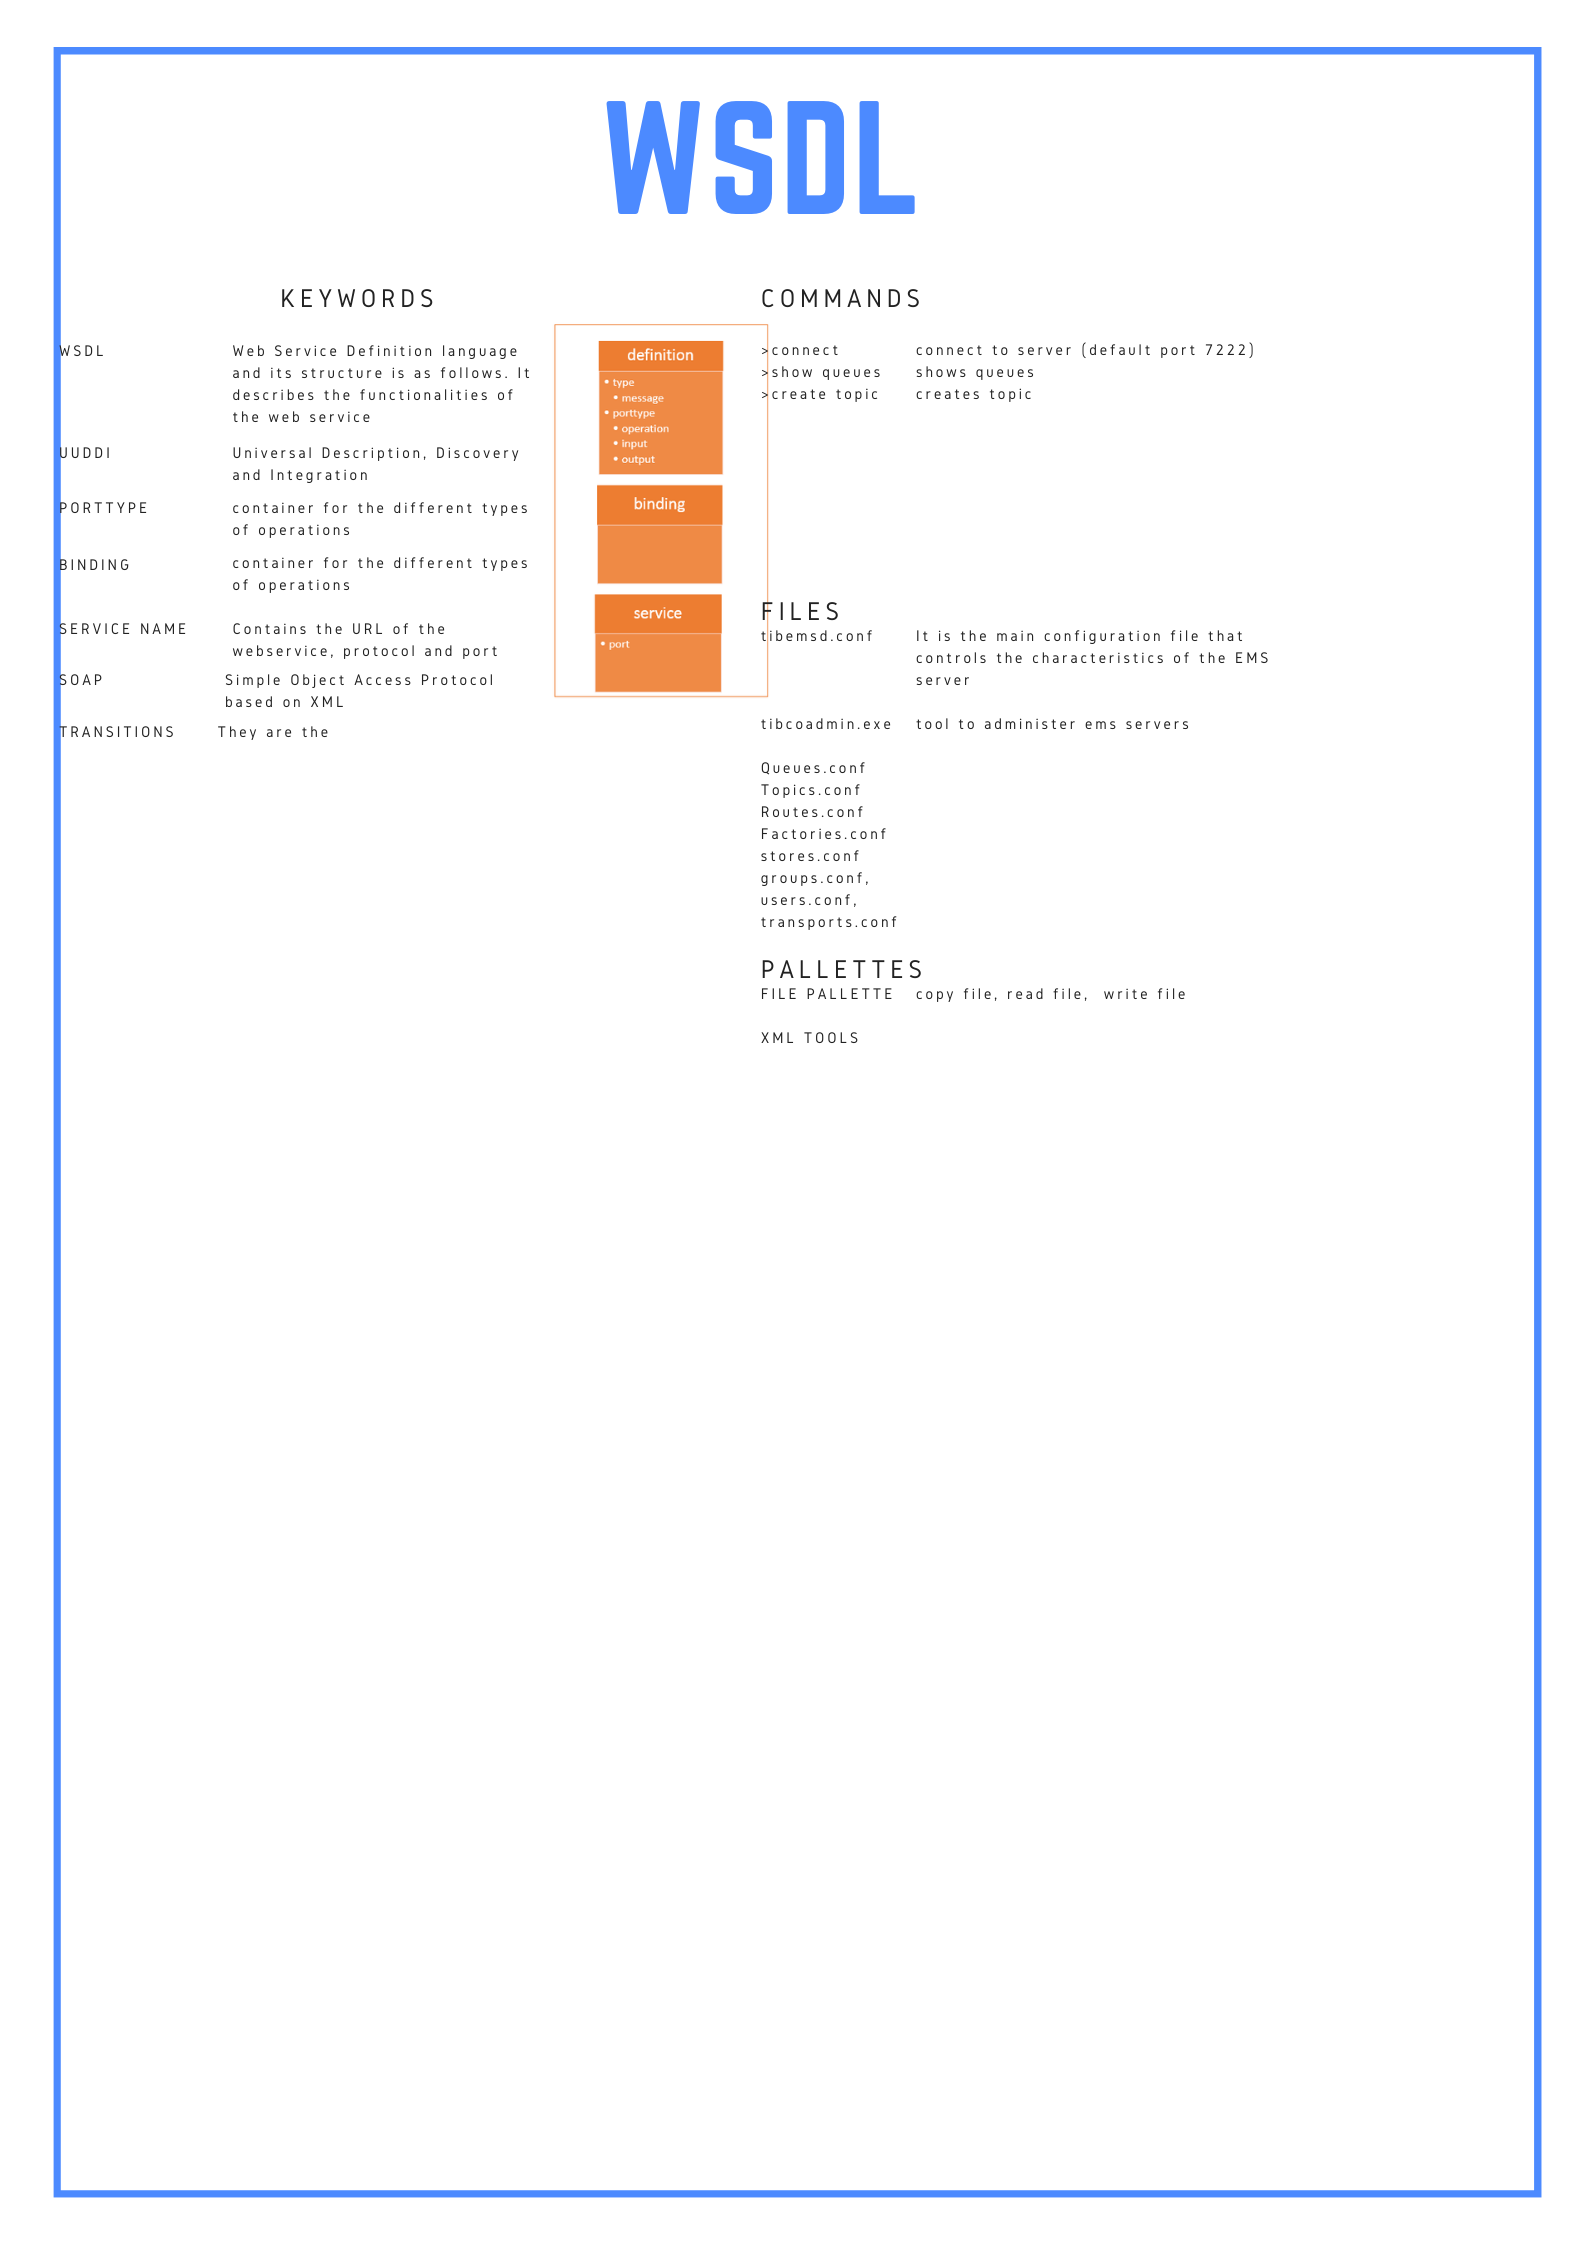 WSDL
KEYWORDS
WSDL Web Service Definition language
and its structure is as follows. It
describes the functionalities of
the web service
UUDDI Universal Description, Discovery
and Integration
PORTTYPE container for the different types
of operations
BINDING container for the different types
of operations
SERVICE NAME Contains the URL of the
webservice, protocol and port
SOAP Simple Object Access Protocol
based on XML
TRANSITIONS They are the
definition
• type
• message
• porttype
• operation
• input
• output
binding
service
• port
COMMANDS
>connect connect to server (default port 7222)
>show queues shows queues
>create topic creates topic
FILES
tibemsd.conf It is the main configuration file that
controls the characteristics of the EMS
server
tibcoadmin.exe tool to administer ems servers
Queues.conf
Topics.conf
Routes.conf
Factories.conf
stores.conf
groups.conf,
users.conf,
transports.conf
PALLETTES
FILE PALLETTE copy file, read file, write file
XML TOOLS